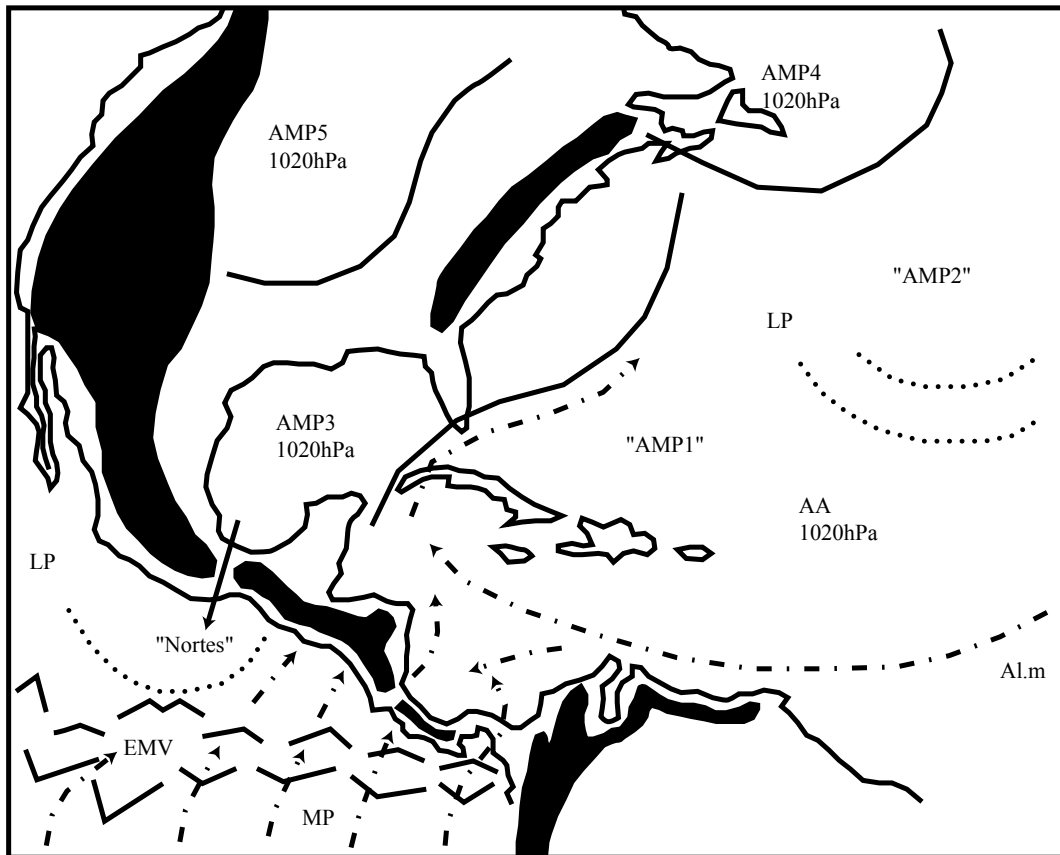 AMP4
1020hPa
AMP5
1020hPa
"AMP2"
LP
AMP3
1020hPa
"AMP1"
AA
1020hPa
LP
"Nortes"
Al.m
EMV
MP